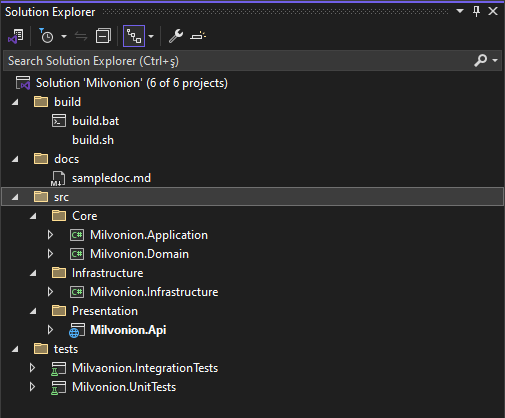 Solution Explorer
Search Solution Explorer (Ctrl+ş)
Solution 'Milvonion' (6 of 6 projects)
build
build.bat
build.sh
docs
sampledoc.md
src
Core
Milvonion.Application
Milvonion.Domain
Infrastructure
Milvonion.Infrastructure
Presentation
Milvonion.Api
tests
Milvaonion.IntegrationTests
Milvonion.UnitTests